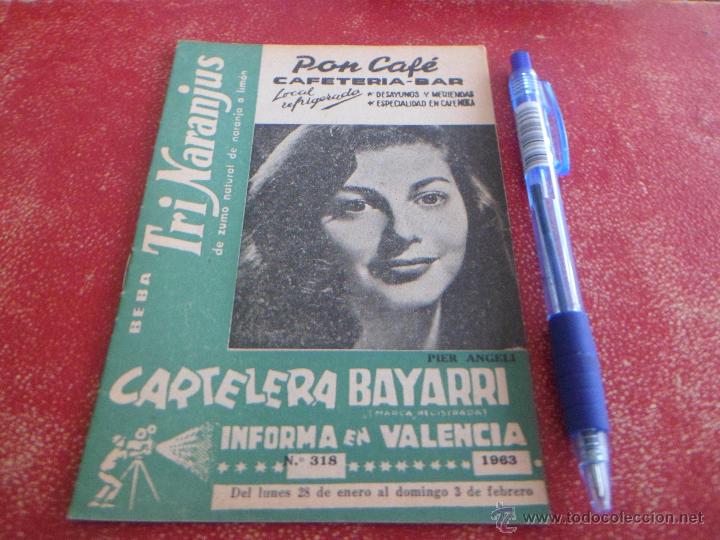 Pon Café
CAFETERIA-BAR
Local refrigerado
★ DESAYUNOS Y MERIENDAS
★ ESPECIALIDAD EN CAFE MOKA
BEBA TriNaranjus
de zumo natural de naranja o limón
PIER ANGELI
CARTELERA BAYARRI
(MARCA REGISTRADA)
INFORMA EN VALENCIA
N.º 318
1963
Del lunes 28 de enero al domingo 3 de febrero
www.todocoleccion.net